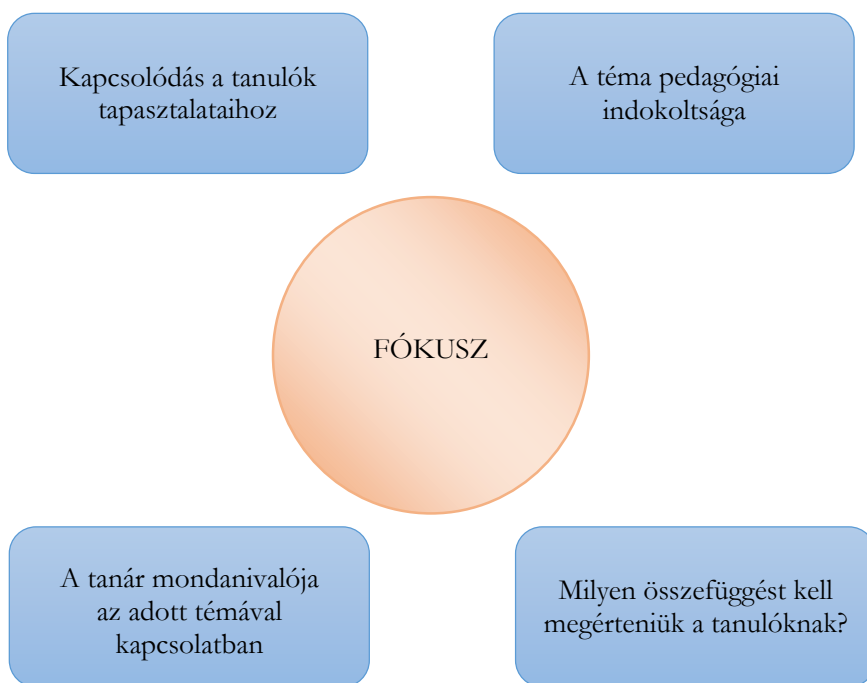 Kapcsolódás a tanulók
tapasztalataihoz
A téma pedagógiai
indokoltsága
FÓKUSZ
A tanár mondanivalója
az adott témával
kapcsolatban
Milyen összefüggést kell
megérteniük a tanulóknak?